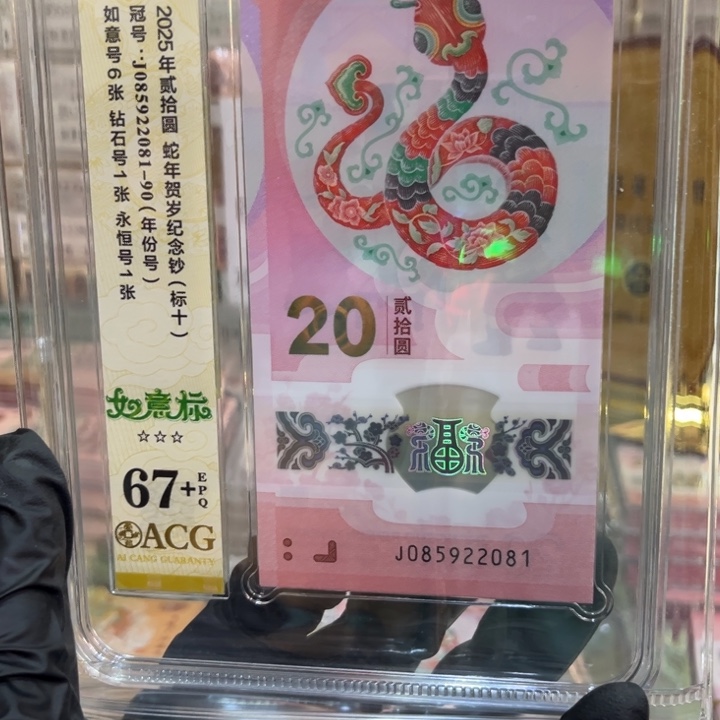 2025年贰拾圆 蛇年贺岁纪念钞(标十)
冠号:J085922081-90(年份号)
如意号6张 钻石号1张 永恒号1张
如意标
☆☆☆
67+EPQ
ACG
AI CANG GUARANTY
20
贰拾圆
福
J085922081